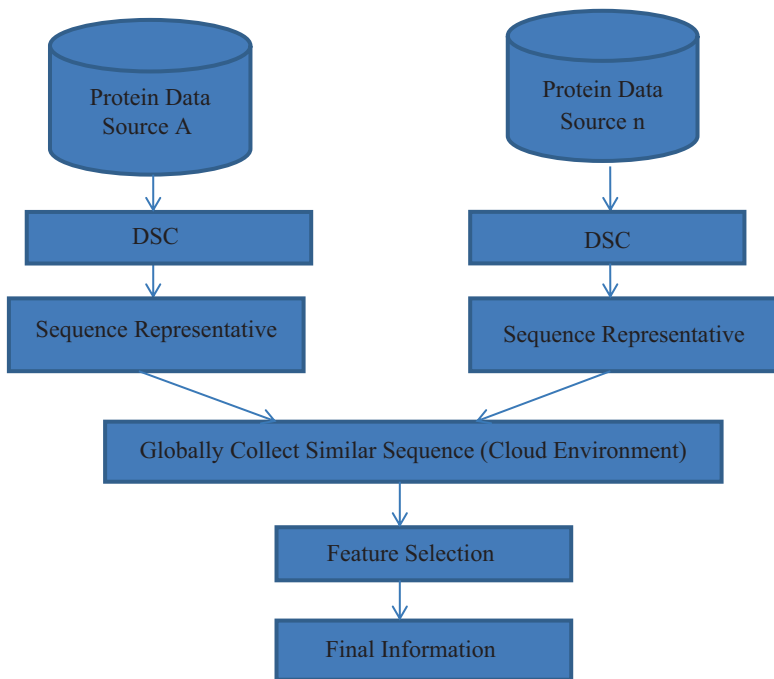 Protein Data
Source A
Protein Data
Source n
DSC
DSC
Sequence Representative
Sequence Representative
Globally Collect Similar Sequence (Cloud Environment)
Feature Selection
Final Information